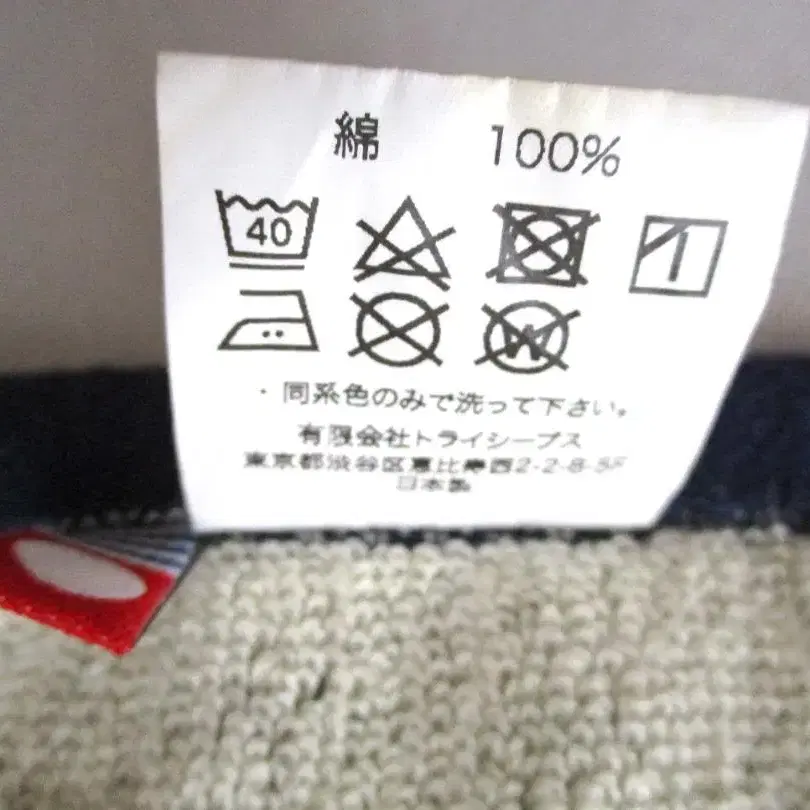 綿 100%
40
W
・同系色のみで洗って下さい。
有限会社トライシープス
東京都渋谷区恵比寿西2-2-8-5F
日本製